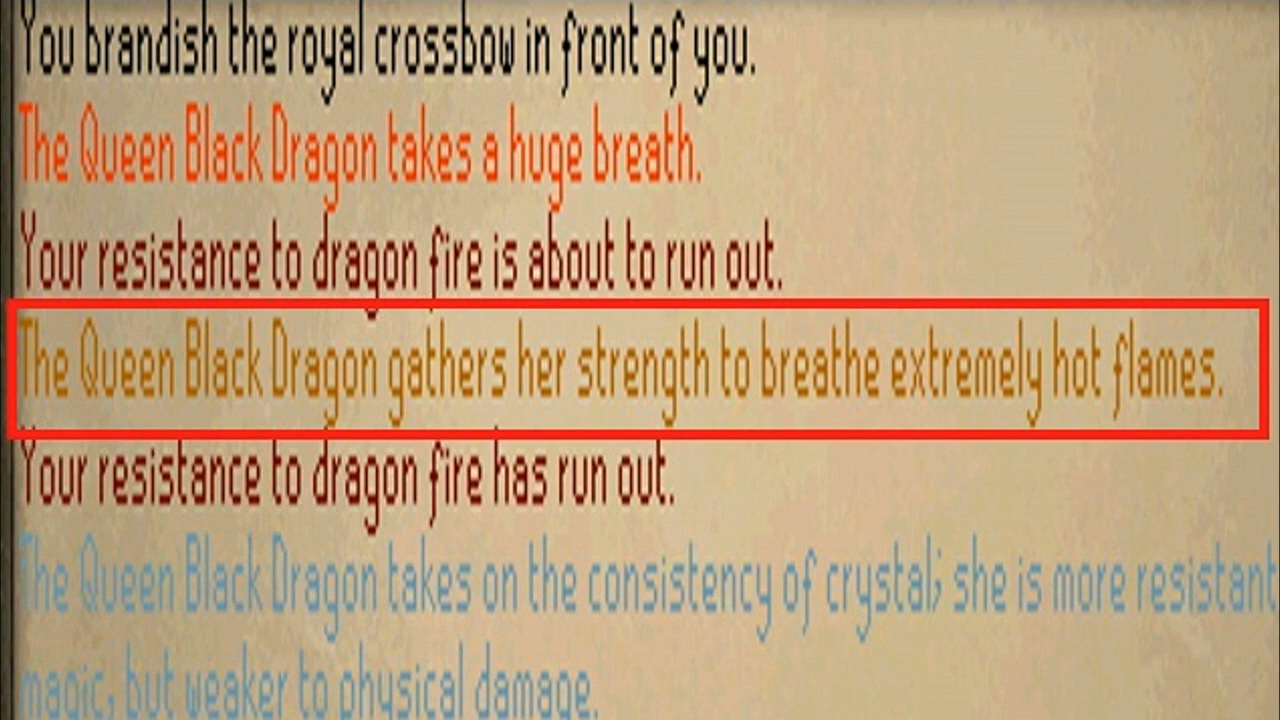 You brandish the royal crossbow in front of you.
The Queen Black Dragon takes a huge breath.
Your resistance to dragon fire is about to run out.
The Queen Black Dragon gathers her strength to breathe extremely hot flames.
Your resistance to dragon fire has run out.
The Queen Black Dragon takes on the consistency of crystal; she is more resistant
magic, but weaker to physical damage.